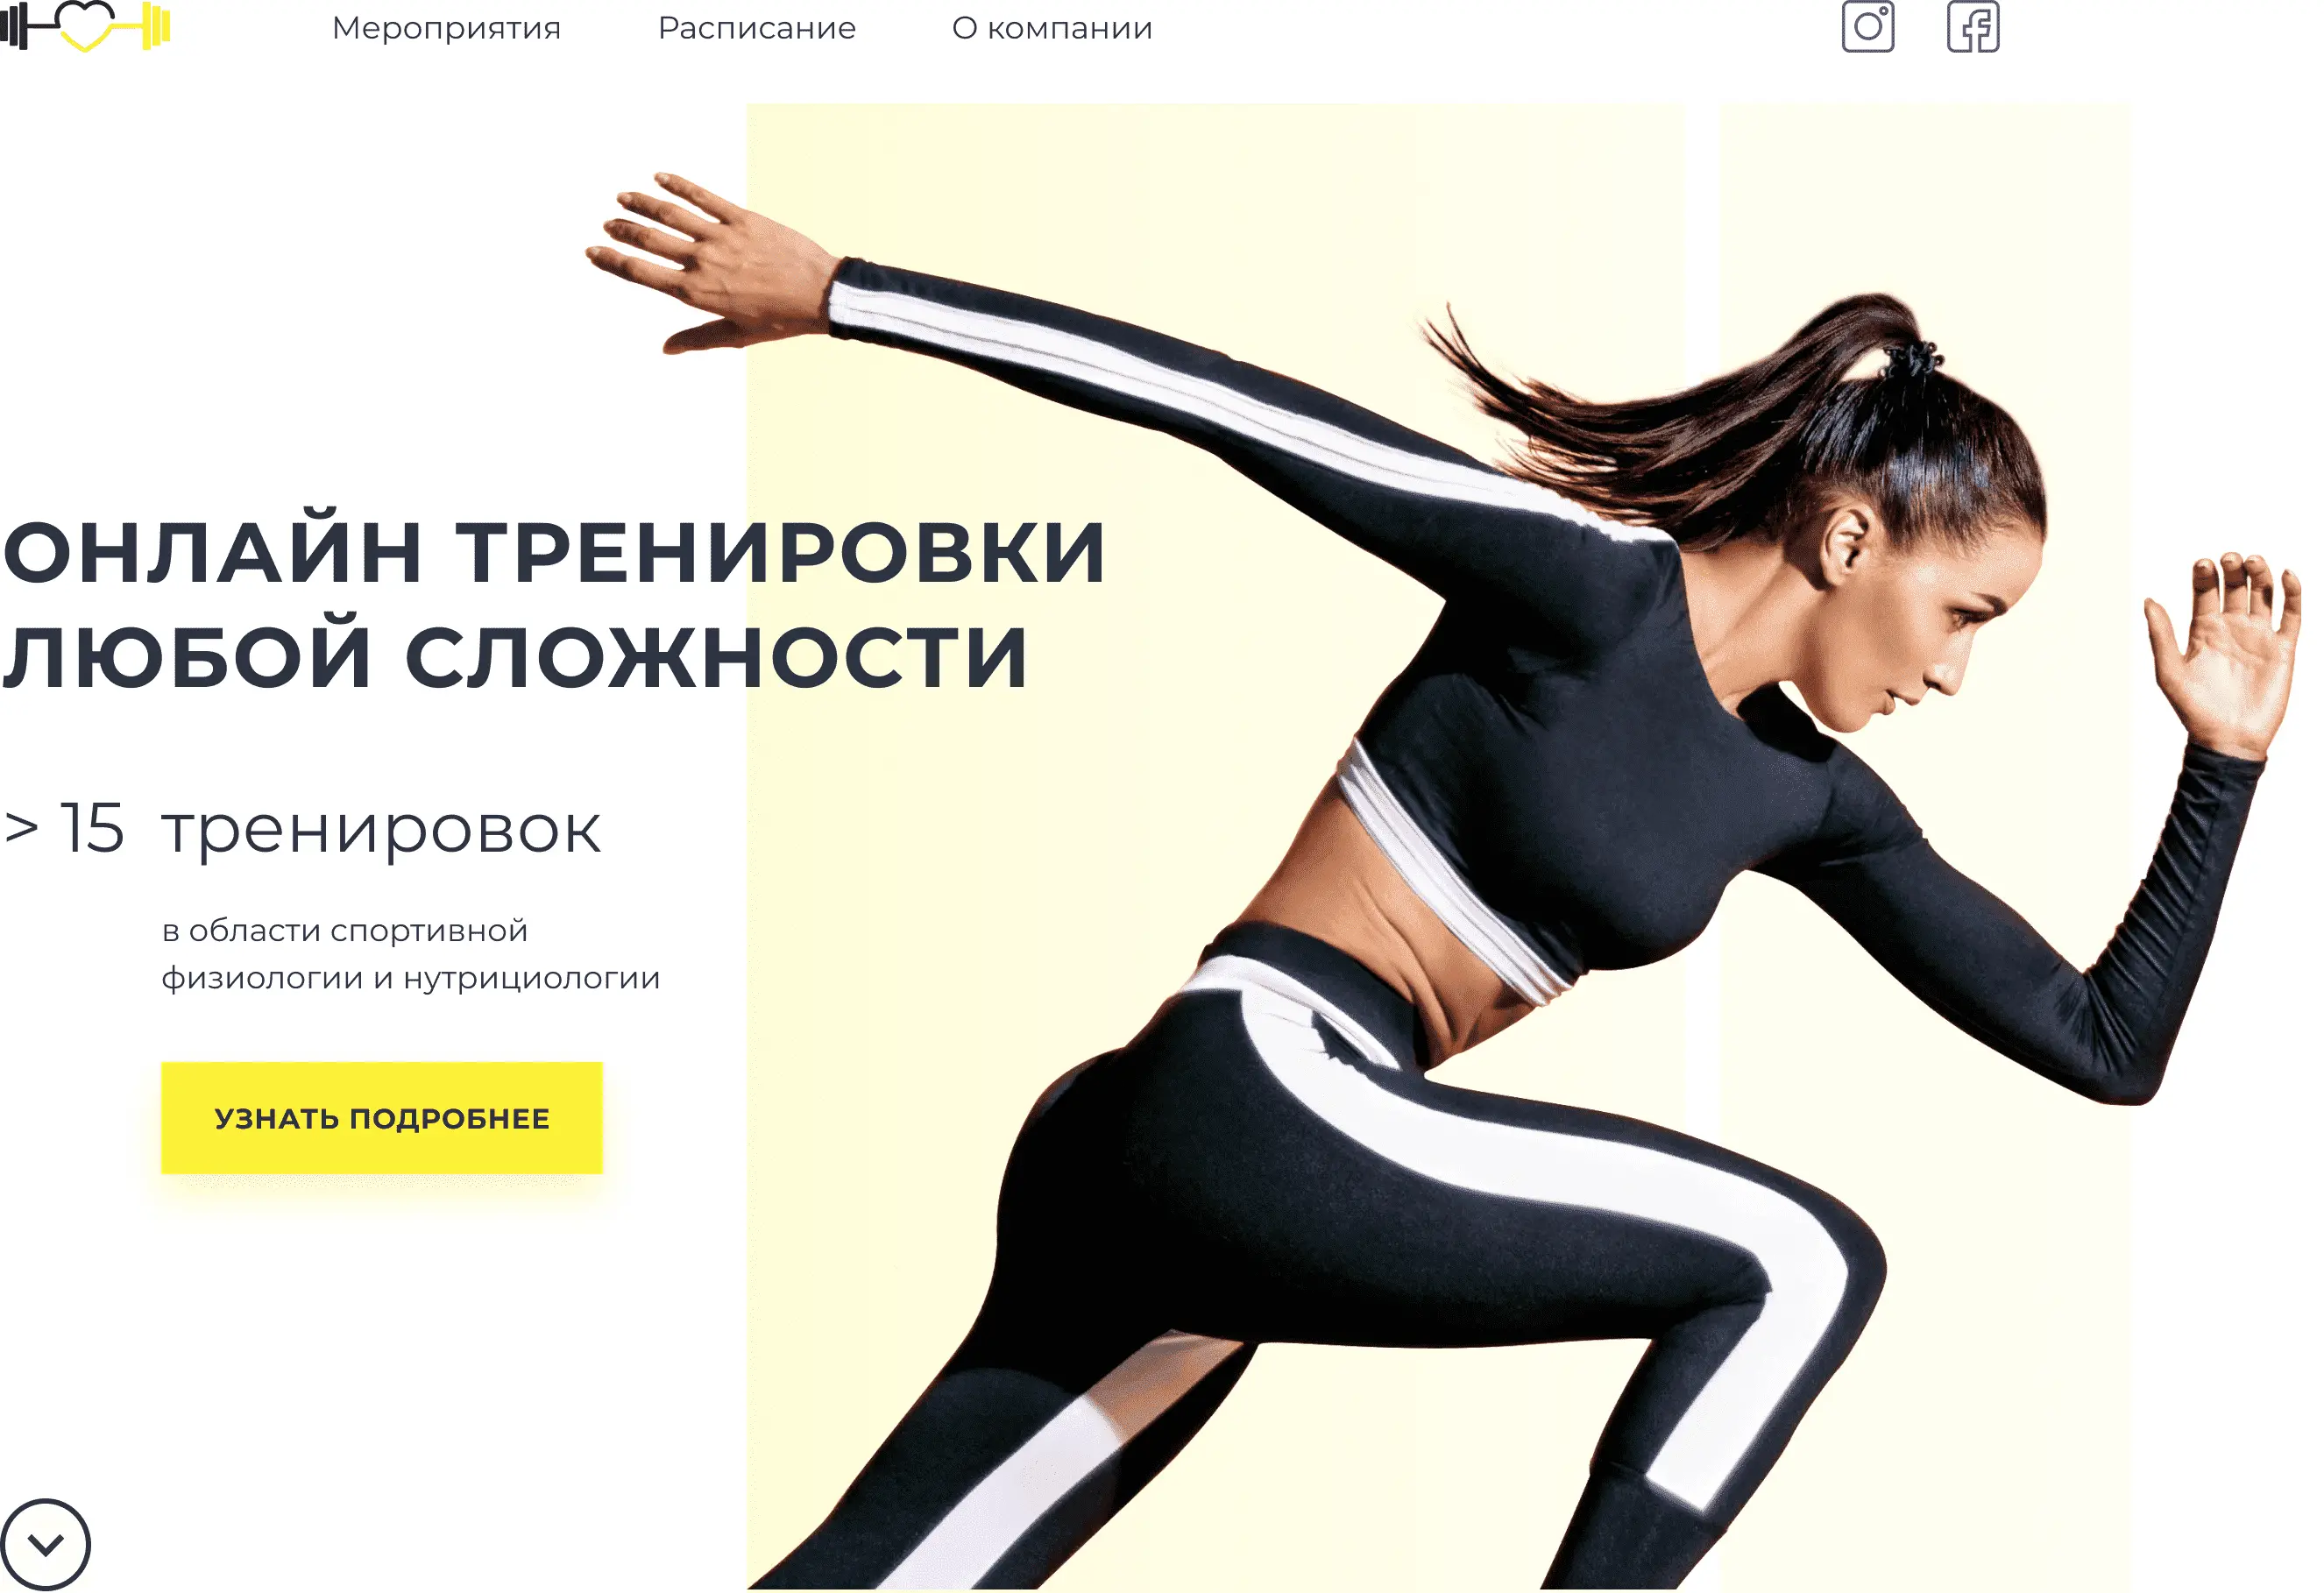 Мероприятия Расписание О компании
ОНЛАЙН ТРЕНИРОВКИ
ЛЮБОЙ СЛОЖНОСТИ
> 15 тренировок
в области спортивной
физиологии и нутрициологии
УЗНАТЬ ПОДРОБНЕЕ